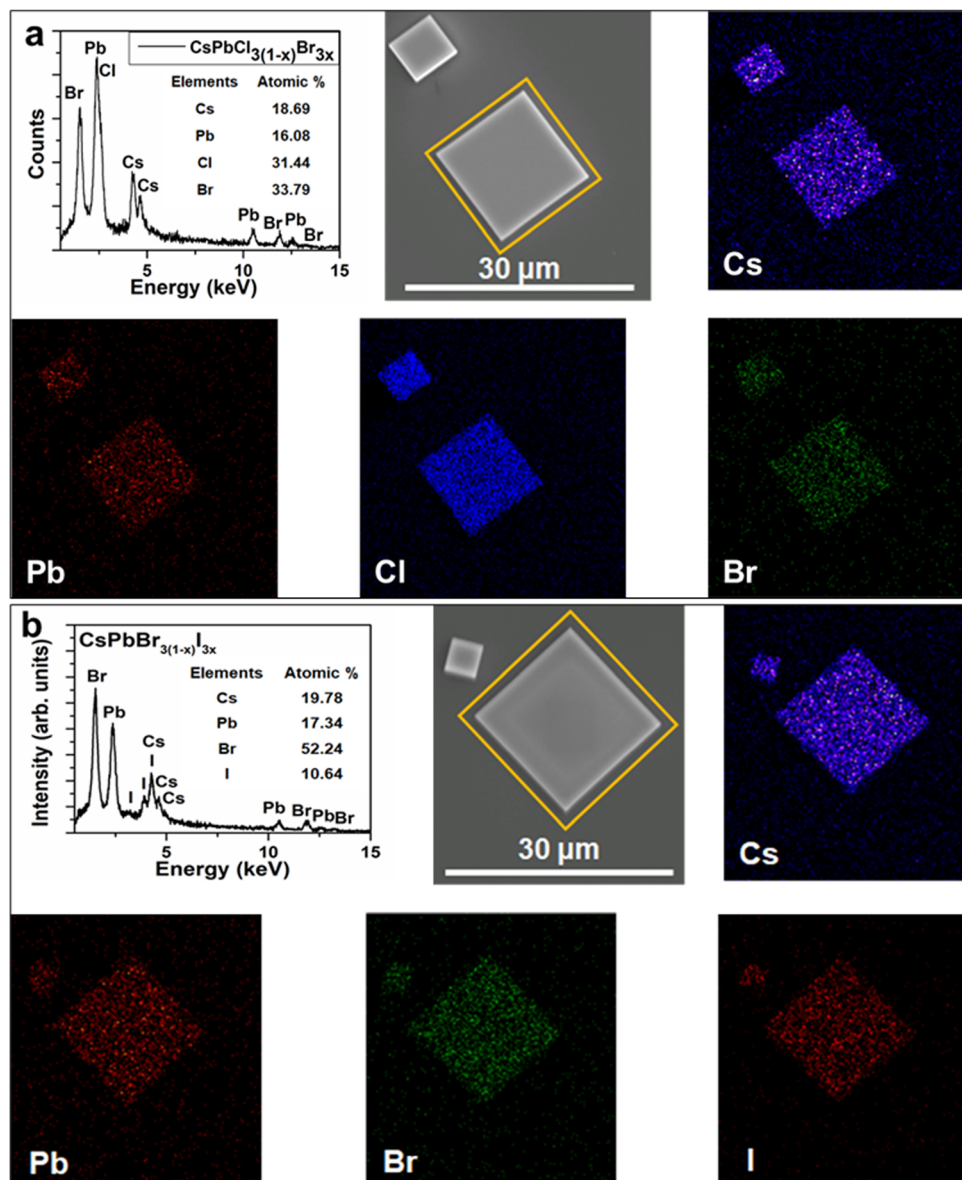 a
CsPbCl3(1-x)Br3x
Elements Atomic %
Cs 18.69
Pb 16.08
Cl 31.44
Br 33.79
Br
Pb
Cl
Cs
Cs
Pb
Br
Pb
Br
Counts
5 10 15
Energy (keV)
30 µm
Cs
Pb
Cl
Br
b
CsPbBr3(1-x)I3x
Elements Atomic %
Cs 19.78
Pb 17.34
Br 52.24
I 10.64
Br
Pb
I
I
Cs
I
Cs
Cs
Pb
Br
Pb
Br
Intensity (arb. units)
5 10 15
Energy (keV)
30 µm
Cs
Pb
Br
I